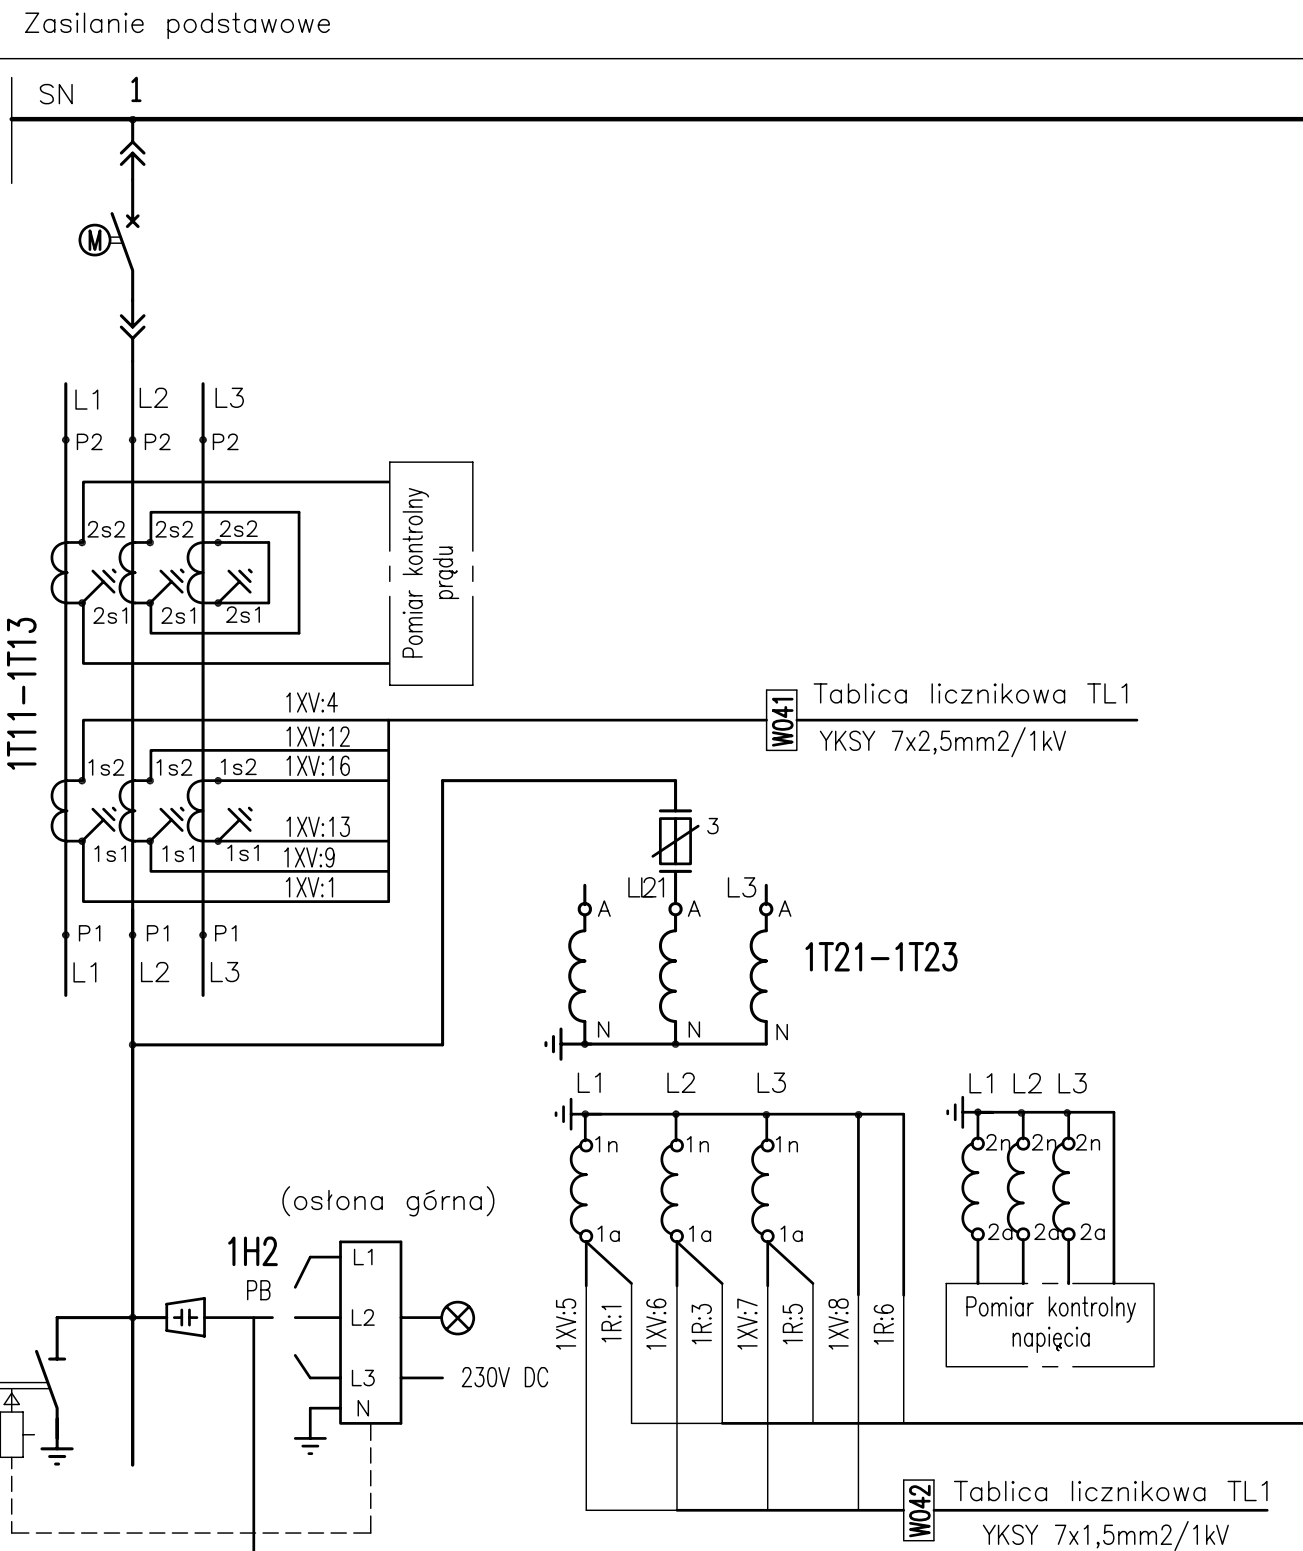 Zasilanie podstawowe
SN 1
M
L1 L2 L3
P2 P2 P2
2s2 2s2 2s2
2s1 2s1 2s1
Pomiar kontrolny
prądu
1T11-1T13
1XV:4
1XV:12
1XV:16
1XV:13
1XV:9
1XV:1
1s2 1s2 1s2
1s1 1s1 1s1
W041
Tablica licznikowa TL1
YKSY 7x2,5mm2/1kV
P1 P1 P1
L1 L2 L3
3
L1 L2 L3
A A A
1T21-1T23
N N N
L1 L2 L3
1n 1n 1n
1a 1a 1a
L1 L2 L3
2n 2n 2n
2a 2a 2a
Pomiar kontrolny
napięcia
(osłona górna)
1H2
PB
L1
L2
L3
N
230V DC
1XV:5 1R:1 1XV:6 1R:3 1XV:7 1R:5 1XV:8 1R:6
W042
Tablica licznikowa TL1
YKSY 7x1,5mm2/1kV